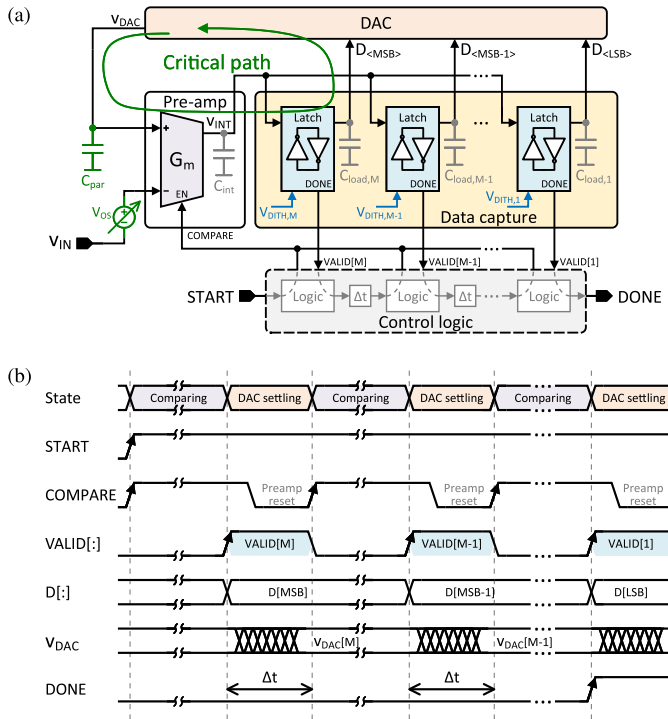 (a)
VDAC
DAC
Critical path
D<MSB>
D<MSB-1>
D<LSB>
...
Pre-amp
VINT
+
Gm
−
EN
Cint
Cpar
VOS
VIN
COMPARE
Latch
DONE
Cload,M
VDITH,M
Latch
DONE
Cload,M-1
VDITH,M-1
...
Latch
DONE
Cload,1
VDITH,1
Data capture
...
VALID[M]
VALID[M-1]
VALID[1]
START
Logic
Δt
Logic
Δt
Logic
DONE
Control logic
(b)
State
Comparing
DAC settling
Comparing
DAC settling
Comparing
DAC settling
START
COMPARE
Preamp
reset
Preamp
reset
Preamp
reset
VALID[:]
VALID[M]
VALID[M-1]
VALID[1]
D[:]
D[MSB]
D[MSB-1]
D[LSB]
VDAC
VDAC[M]
VDAC[M-1]
DONE
Δt
Δt